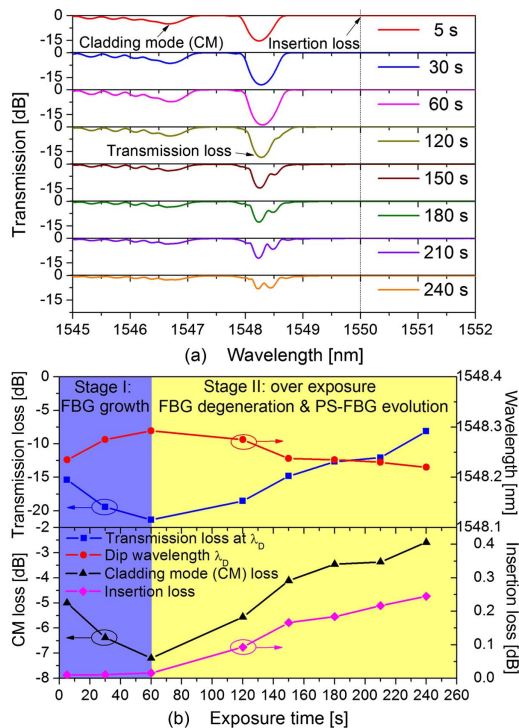 0
Cladding mode (CM)
Insertion loss
5 s
-15
0
30 s
-15
0
60 s
-15
0
Transmission loss
120 s
-15
0
150 s
-15
0
180 s
-15
0
210 s
-15
0
240 s
-15
Transmission [dB]
1545 1546 1547 1548 1549 1550 1551 1552
(a) Wavelength [nm]
0
-5
-10
-15
-20
Transmission loss [dB]
Stage I:
FBG growth
Stage II: over exposure
FBG degeneration & PS-FBG evolution
1548.4
1548.3
1548.2
1548.1
Wavelength [nm]
-2
-3
-4
-5
-6
-7
-8
CM loss [dB]
Transmission loss at λD
Dip wavelength λD
Cladding mode (CM) loss
Insertion loss
0.4
0.3
0.2
0.1
0.0
Insertion loss [dB]
0 20 40 60 80 100 120 140 160 180 200 220 240 260
(b) Exposure time [s]